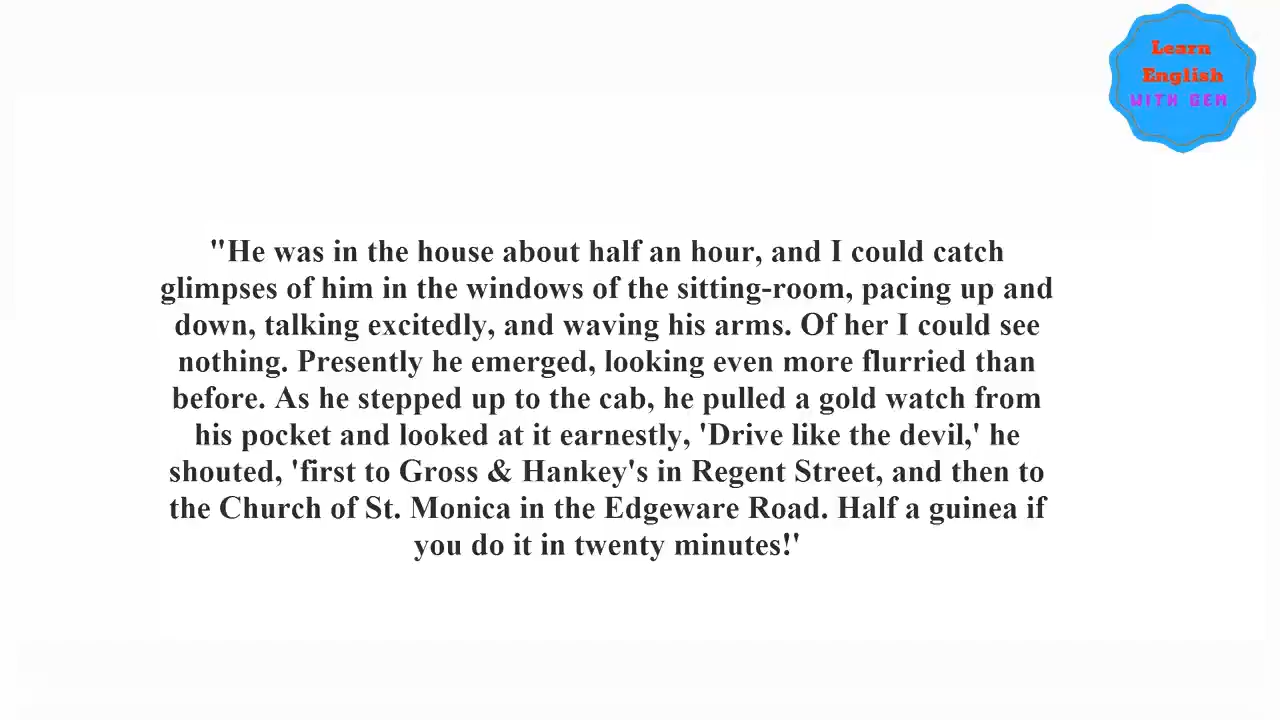 Learn
English
WITH GEM
"He was in the house about half an hour, and I could catch
glimpses of him in the windows of the sitting-room, pacing up and
down, talking excitedly, and waving his arms. Of her I could see
nothing. Presently he emerged, looking even more flurried than
before. As he stepped up to the cab, he pulled a gold watch from
his pocket and looked at it earnestly, 'Drive like the devil,' he
shouted, 'first to Gross & Hankey's in Regent Street, and then to
the Church of St. Monica in the Edgeware Road. Half a guinea if
you do it in twenty minutes!'